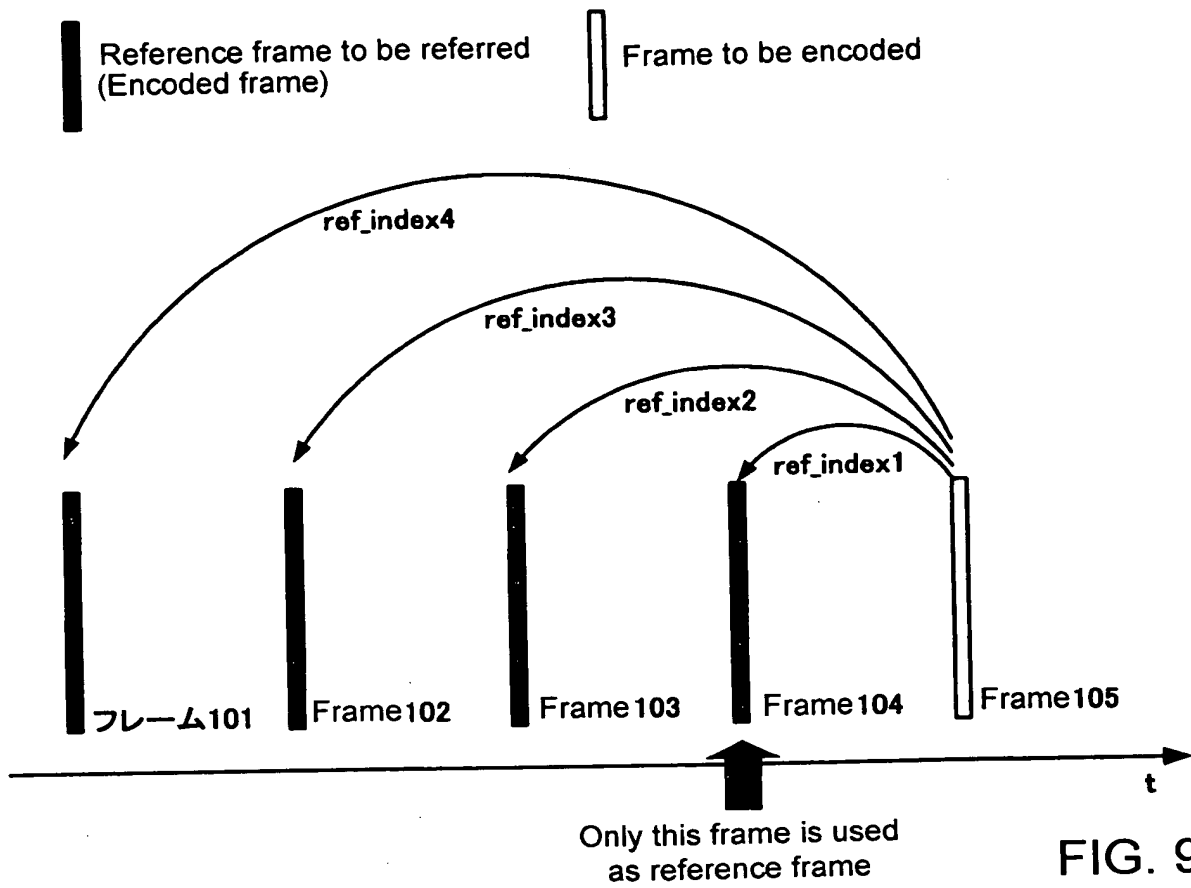 Reference frame to be referred
(Encoded frame)
Frame to be encoded
ref_index4
ref_index3
ref_index2
ref_index1
フレーム101
Frame102
Frame103
Frame104
Frame105
t
Only this frame is used
as reference frame
FIG. 9